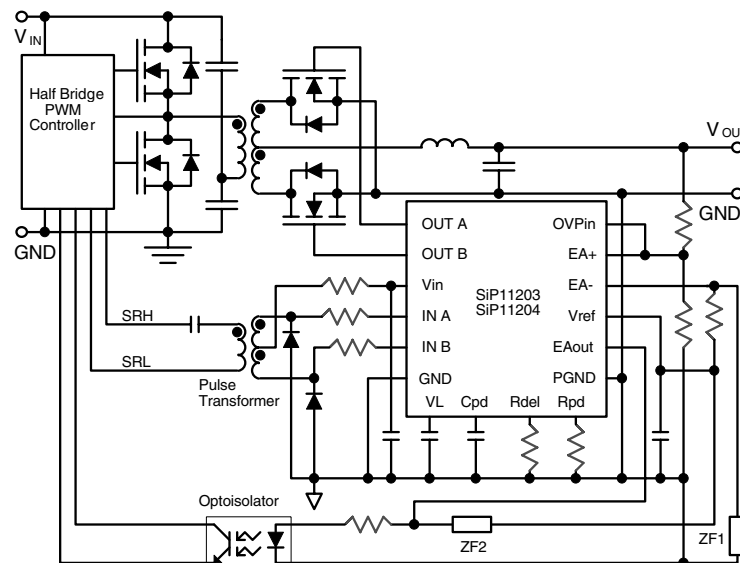 V IN
Half Bridge
PWM
Controller
GND
V OU
GND
OUT A
OUT B
Vin
IN A
IN B
GND
VL
Cpd
Rdel
Rpd
SiP11203
SiP11204
OVPin
EA+
EA-
Vref
EAout
PGND
SRH
SRL
Pulse
Transformer
Optoisolator
ZF2
ZF1